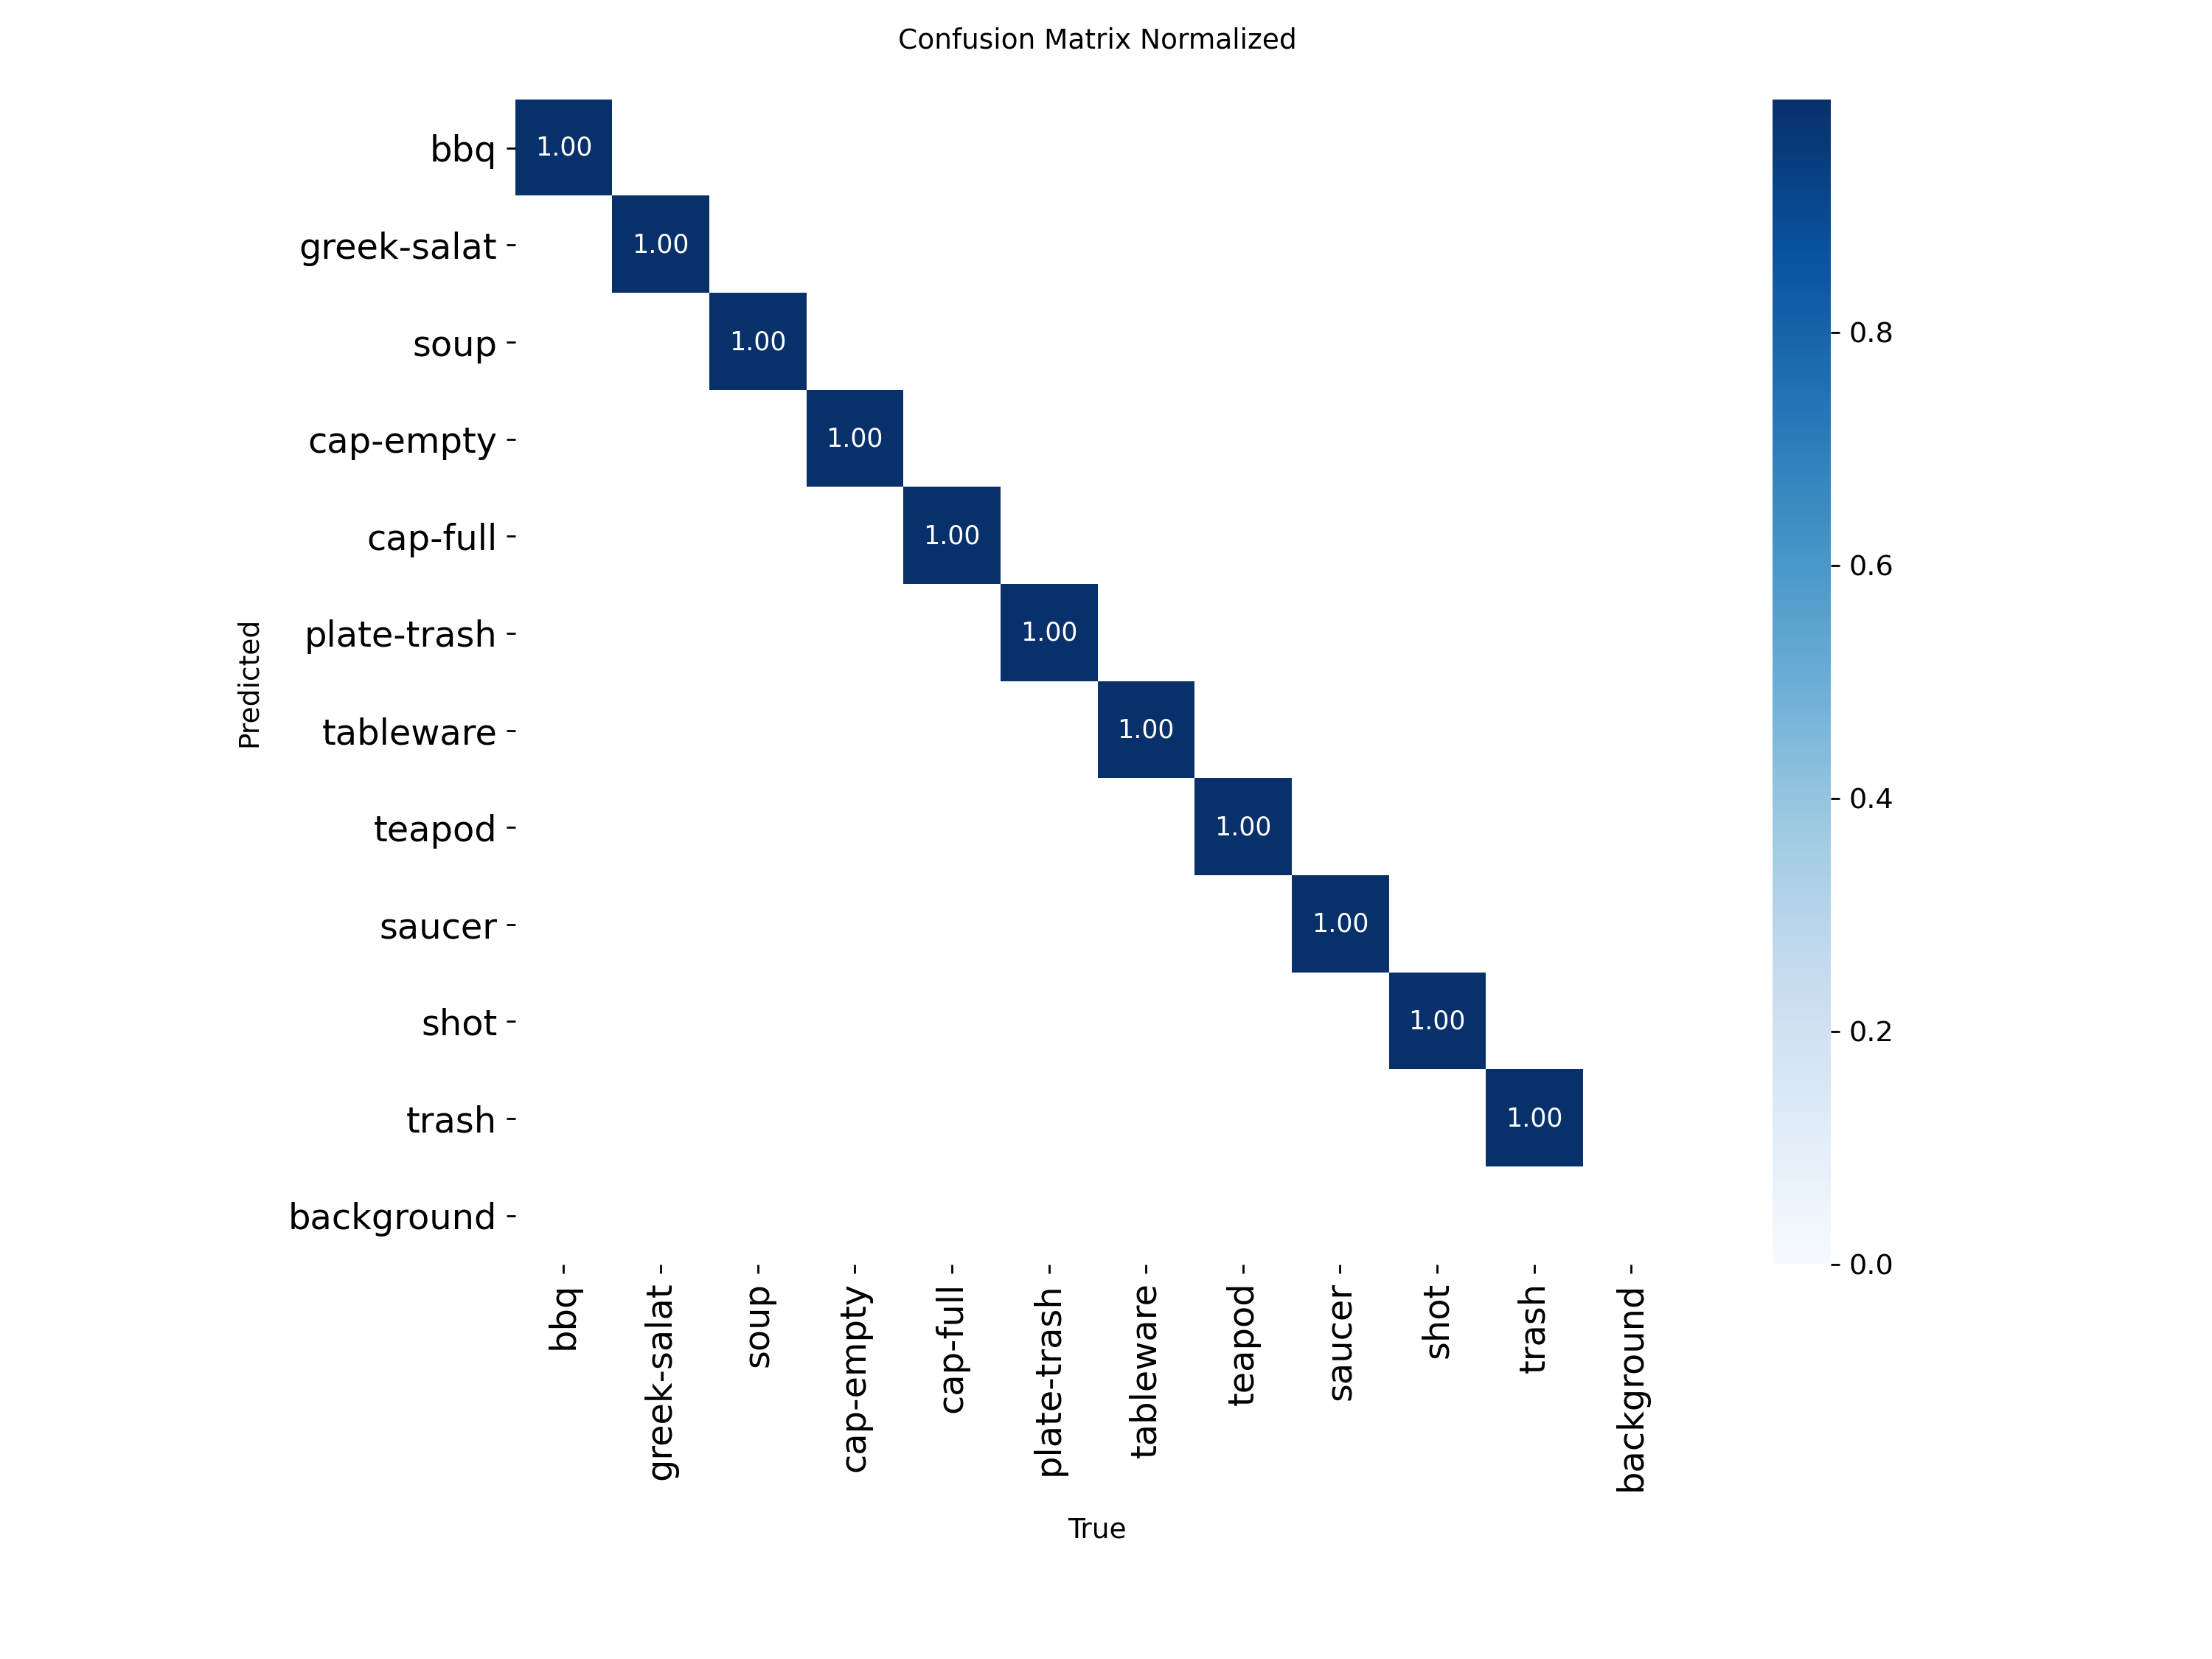 Confusion Matrix Normalized
bbq
greek-salat
soup
cap-empty
cap-full
plate-trash
tableware
teapod
saucer
shot
trash
background
Predicted
1.00
1.00
1.00
1.00
1.00
1.00
1.00
1.00
1.00
1.00
1.00
bbq
greek-salat
soup
cap-empty
cap-full
plate-trash
tableware
teapod
saucer
shot
trash
background
True
0.8
0.6
0.4
0.2
0.0